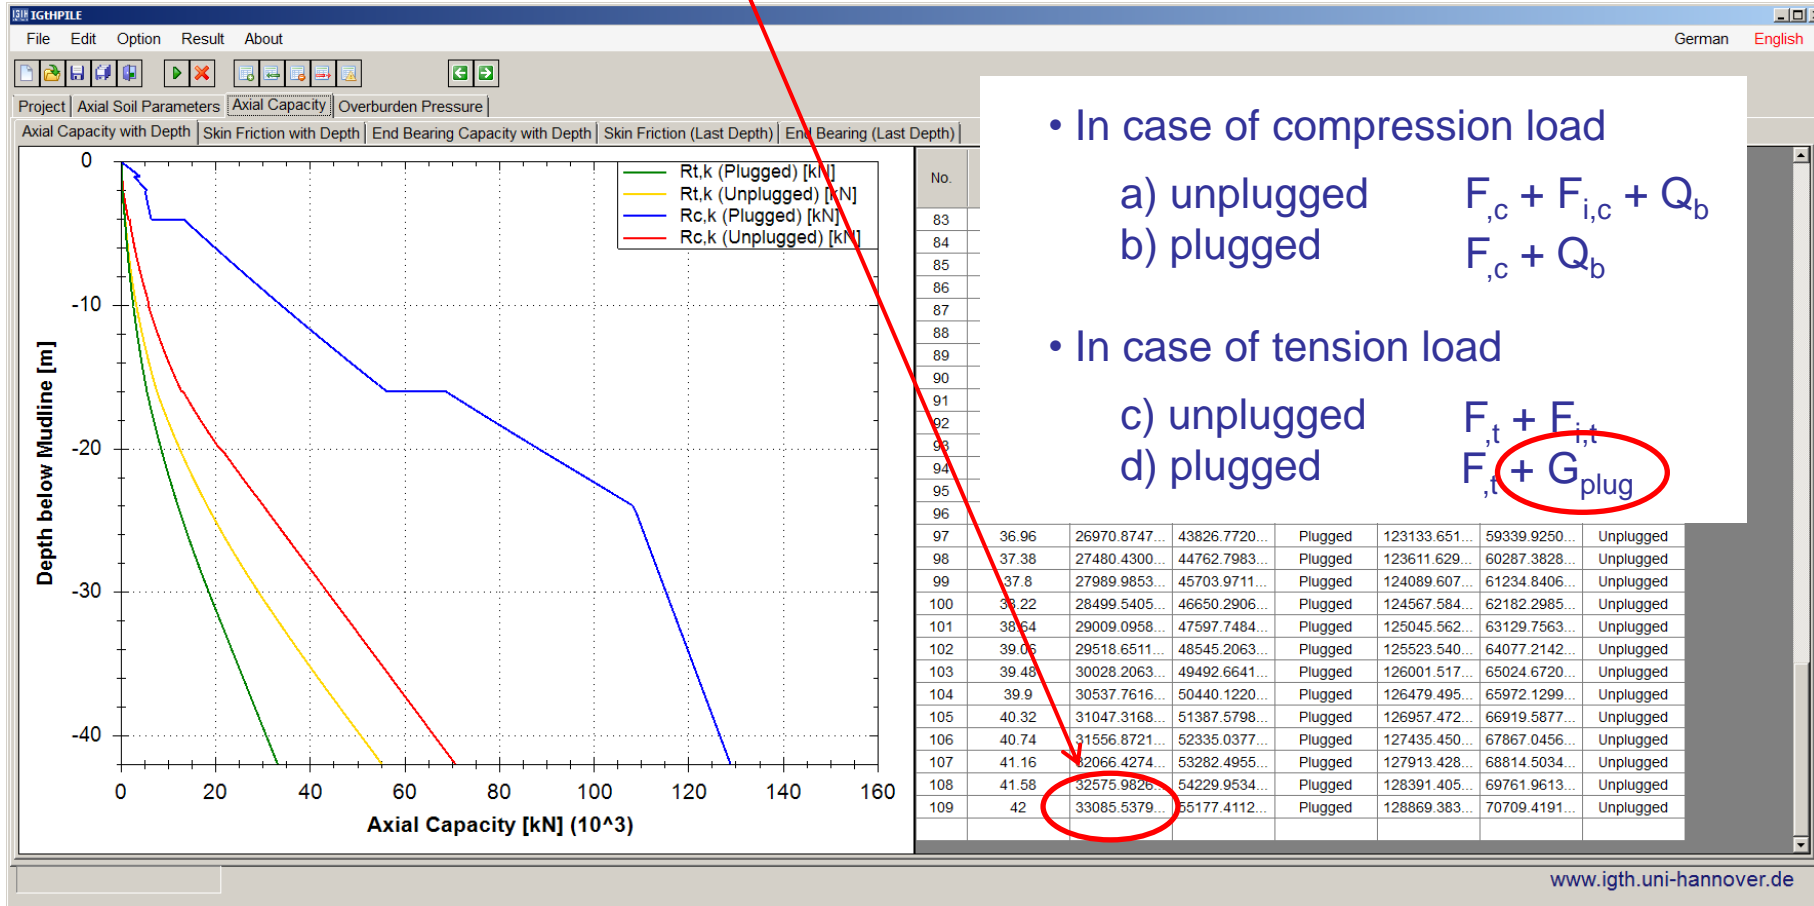 IGtHPILE
File Edit Option Result About German English
Project Axial Soil Parameters Axial Capacity Overburden Pressure
Axial Capacity with Depth Skin Friction with Depth End Bearing Capacity with Depth Skin Friction (Last Depth) End Bearing (Last Depth)
• In case of compression load
a) unplugged F,c + Fi,c + Qb
b) plugged F,c + Qb
• In case of tension load
c) unplugged F,t + Fi,t
d) plugged F,t + Gplug
Rt,k (Plugged) [kN]
Rt,k (Unplugged) [kN]
Rc,k (Plugged) [kN]
Rc,k (Unplugged) [kN]
0
-10
-20
-30
-40
Depth below Mudline [m]
0 20 40 60 80 100 120 140 160
Axial Capacity [kN] (10^3)
No.
83
84
85
86
87
88
89
90
91
92
93
94
95
96
97 36.96 26970.8747... 43826.7720... Plugged 123133.651... 59339.9250... Unplugged
98 37.38 27480.4300... 44762.7983... Plugged 123611.629... 60287.3828... Unplugged
99 37.8 27989.9853... 45703.9711... Plugged 124089.607... 61234.8406... Unplugged
100 38.22 28499.5405... 46650.2906... Plugged 124567.584... 62182.2985... Unplugged
101 38.64 29009.0958... 47597.7484... Plugged 125045.562... 63129.7563... Unplugged
102 39.06 29518.6511... 48545.2063... Plugged 125523.540... 64077.2142... Unplugged
103 39.48 30028.2063... 49492.6641... Plugged 126001.517... 65024.6720... Unplugged
104 39.9 30537.7616... 50440.1220... Plugged 126479.495... 65972.1299... Unplugged
105 40.32 31047.3168... 51387.5798... Plugged 126957.472... 66919.5877... Unplugged
106 40.74 31556.8721... 52335.0377... Plugged 127435.450... 67867.0456... Unplugged
107 41.16 32066.4274... 53282.4955... Plugged 127913.428... 68814.5034... Unplugged
108 41.58 32575.9826... 54229.9534... Plugged 128391.405... 69761.9613... Unplugged
109 42 33085.5379... 55177.4112... Plugged 128869.383... 70709.4191... Unplugged
www.igth.uni-hannover.de